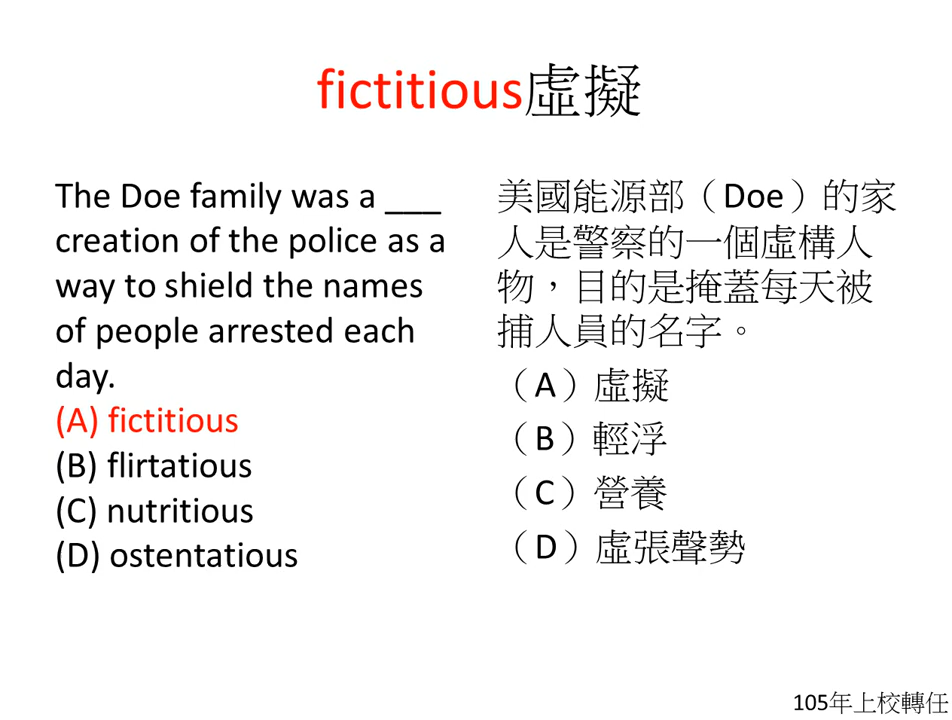 fictitious虛擬
The Doe family was a ___
creation of the police as a
way to shield the names
of people arrested each
day.
(A) fictitious
(B) flirtatious
(C) nutritious
(D) ostentatious
美國能源部（Doe）的家
人是警察的一個虛構人
物，目的是掩蓋每天被
捕人員的名字。
（A）虛擬
（B）輕浮
（C）營養
（D）虛張聲勢
105年上校轉任